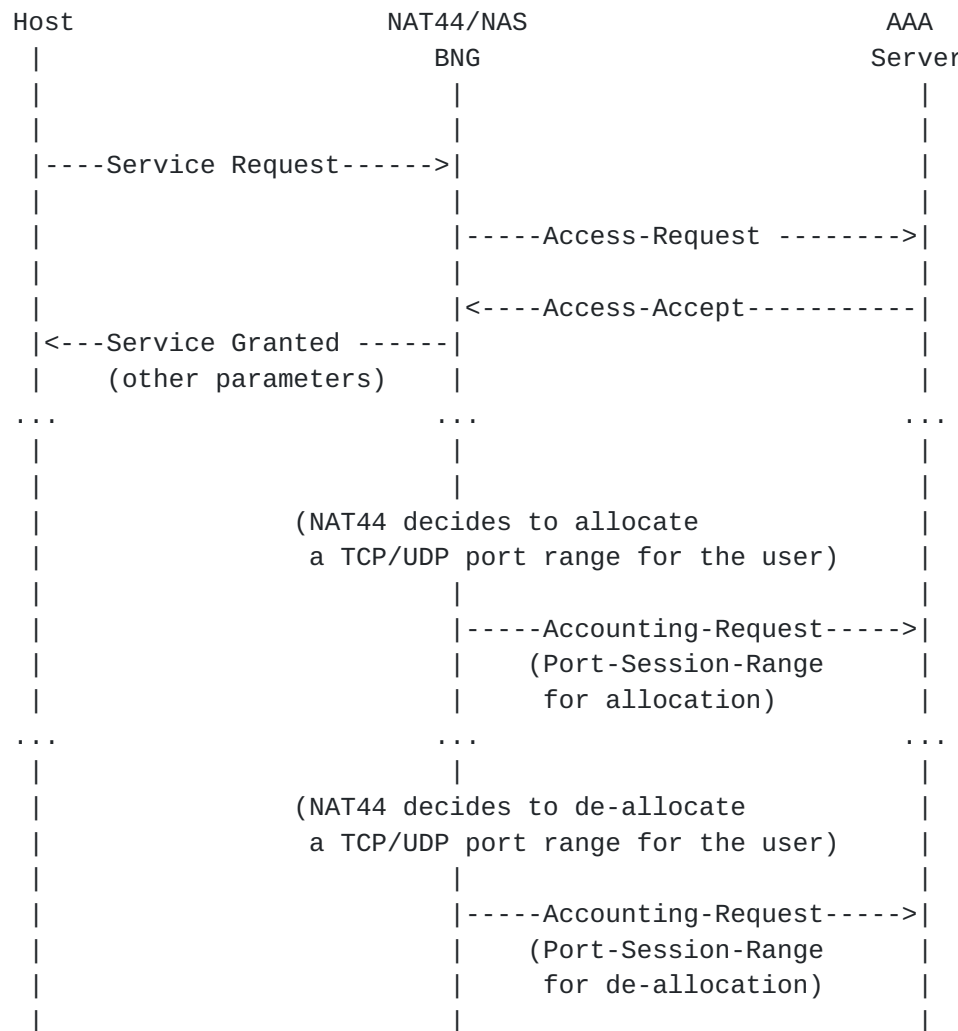 Host                    NAT44/NAS                       AAA
 |                         BNG                         Server
 |                          |                             |
 |                          |                             |
 |----Service Request------>|                             |
 |                          |                             |
 |                          |-----Access-Request -------->|
 |                          |                             |
 |                          |<----Access-Accept-----------|
 |<---Service Granted ------|                             |
 |    (other parameters)    |                             |
...                        ...                           ...
 |                          |                             |
 |                          |                             |
 |                (NAT44 decides to allocate              |
 |                 a TCP/UDP port range for the user)     |
 |                          |                             |
 |                          |-----Accounting-Request----->|
 |                          |    (Port-Session-Range      |
 |                          |     for allocation)         |
...                        ...                           ...
 |                          |                             |
 |                (NAT44 decides to de-allocate           |
 |                 a TCP/UDP port range for the user)     |
 |                          |                             |
 |                          |-----Accounting-Request----->|
 |                          |    (Port-Session-Range      |
 |                          |     for de-allocation)      |
 |                          |                             |